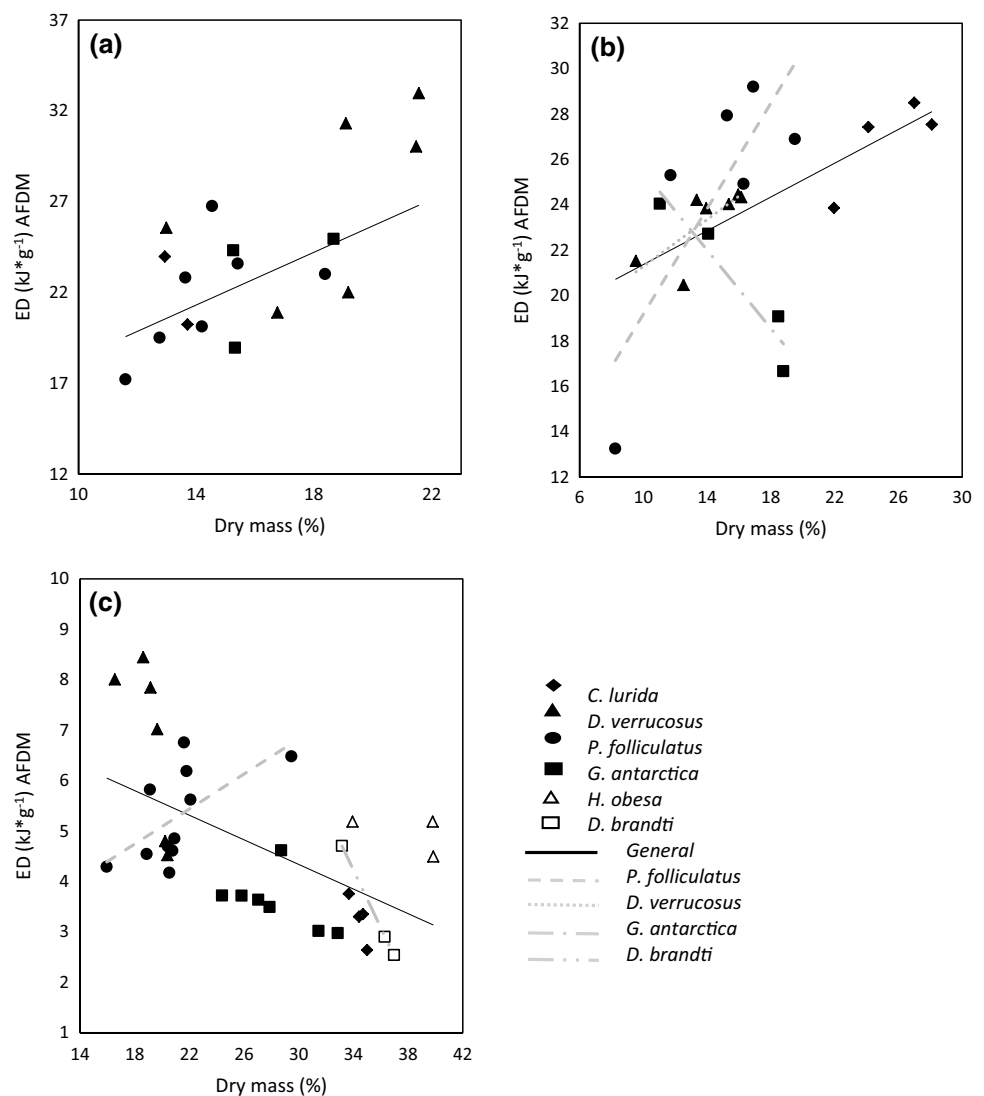 (a)
37
32
27
22
17
12
ED (kJ*g-1) AFDM
10 14 18 22
Dry mass (%)
(b)
32
30
28
26
24
22
20
18
16
14
12
ED (kJ*g-1) AFDM
6 10 14 18 22 26 30
Dry mass (%)
(c)
10
9
8
7
6
5
4
3
2
1
ED (kJ*g-1) AFDM
14 18 22 26 30 34 38 42
Dry mass (%)
C. lurida
D. verrucosus
P. folliculatus
G. antarctica
H. obesa
D. brandti
General
P. folliculatus
D. verrucosus
G. antarctica
D. brandti